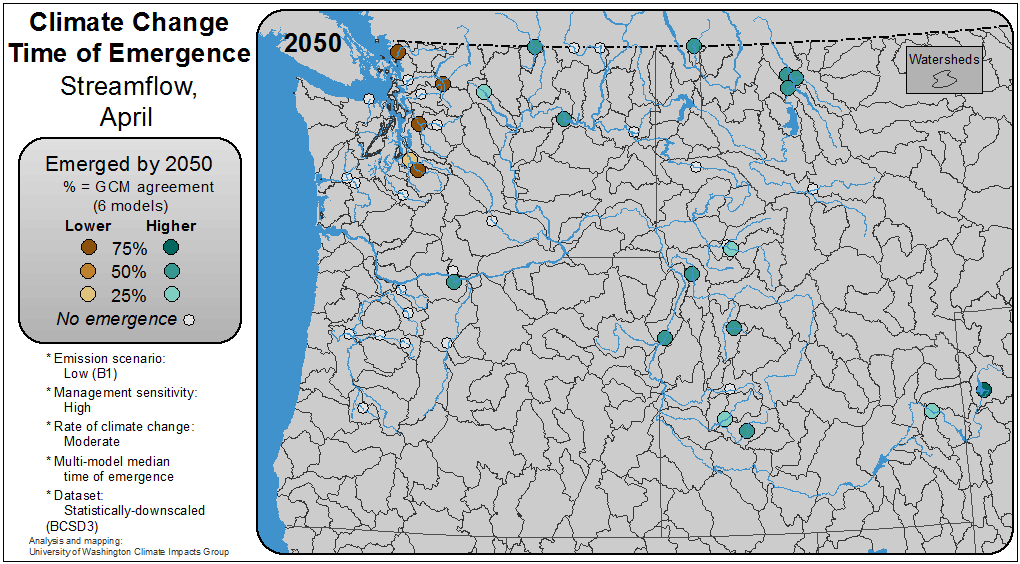 Climate Change
Time of Emergence
Streamflow,
April
Emerged by 2050
% = GCM agreement
(6 models)
Lower Higher
75%
50%
25%
No emergence
* Emission scenario:
Low (B1)
* Management sensitivity:
High
* Rate of climate change:
Moderate
* Multi-model median
time of emergence
* Dataset:
Statistically-downscaled
(BCSD3)
Analysis and mapping:
University of Washington Climate Impacts Group
2050
Watersheds